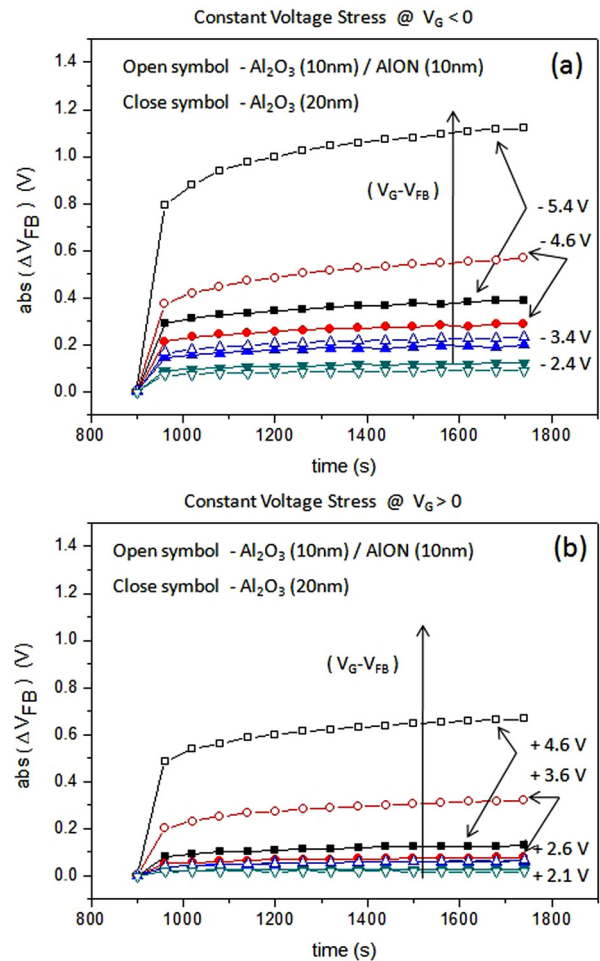 Constant Voltage Stress @ V_G < 0
(a)
Open symbol - Al₂O₃ (10nm) / AlON (10nm)
Close symbol - Al₂O₃ (20nm)
(V_G-V_FB)
- 5.4 V
- 4.6 V
- 3.4 V
- 2.4 V
abs (ΔV_FB) (V)
1.4
1.2
1.0
0.8
0.6
0.4
0.2
0.0
800 1000 1200 1400 1600 1800
time (s)
Constant Voltage Stress @ V_G > 0
(b)
Open symbol - Al₂O₃ (10nm) / AlON (10nm)
Close symbol - Al₂O₃ (20nm)
(V_G-V_FB)
+ 4.6 V
+ 3.6 V
+ 2.6 V
+ 2.1 V
abs (ΔV_FB) (V)
1.4
1.2
1.0
0.8
0.6
0.4
0.2
0.0
800 1000 1200 1400 1600 1800
time (s)